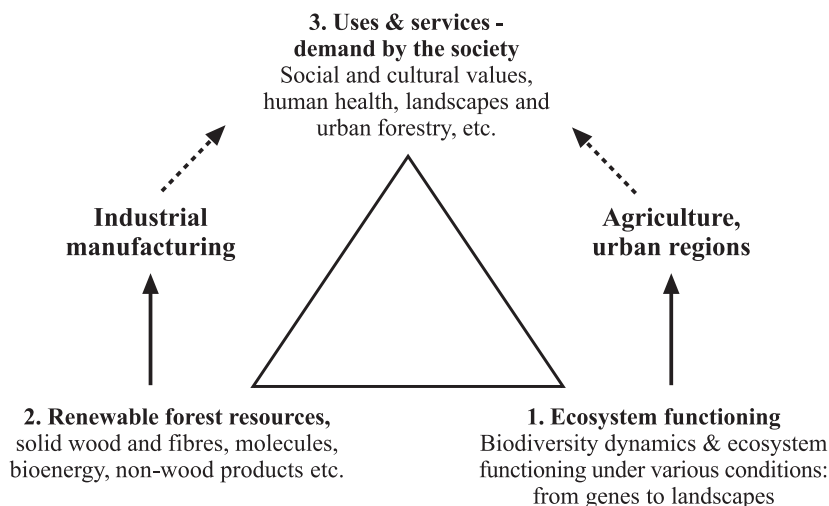 3. Uses & services -
demand by the society
Social and cultural values,
human health, landscapes and
urban forestry, etc.
Industrial
manufacturing
Agriculture,
urban regions
2. Renewable forest resources,
solid wood and fibres, molecules,
bioenergy, non-wood products etc.
1. Ecosystem functioning
Biodiversity dynamics & ecosystem
functioning under various conditions:
from genes to landscapes